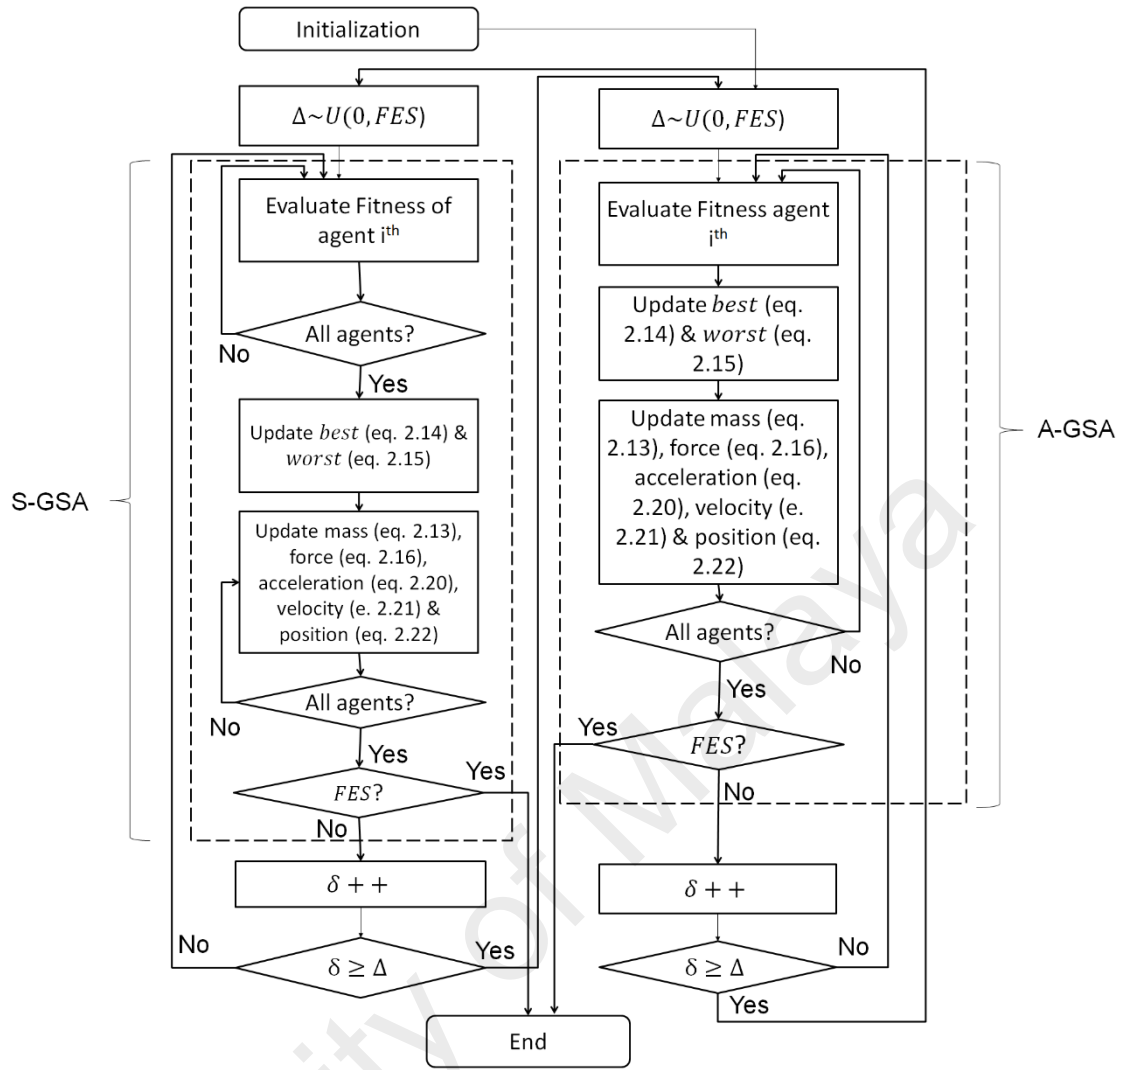 Initialization
Δ~U(0, FES)
Evaluate Fitness of
agent iᵗʰ
All agents?
No
Yes
Update best (eq. 2.14) &
worst (eq. 2.15)
S-GSA
Update mass (eq. 2.13),
force (eq. 2.16),
acceleration (eq. 2.20),
velocity (e. 2.21) &
position (eq. 2.22)
All agents?
No
Yes
Yes
FES?
No
δ + +
No
Yes
δ ≥ Δ
Δ~U(0, FES)
Evaluate Fitness agent
iᵗʰ
Update best (eq.
2.14) & worst (eq.
2.15)
Update mass (eq.
2.13), force (eq. 2.16),
acceleration (eq.
2.20), velocity (e.
2.21) & position (eq.
2.22)
A-GSA
All agents?
No
Yes
Yes
FES?
No
δ + +
No
δ ≥ Δ
Yes
End
ity of Malaya